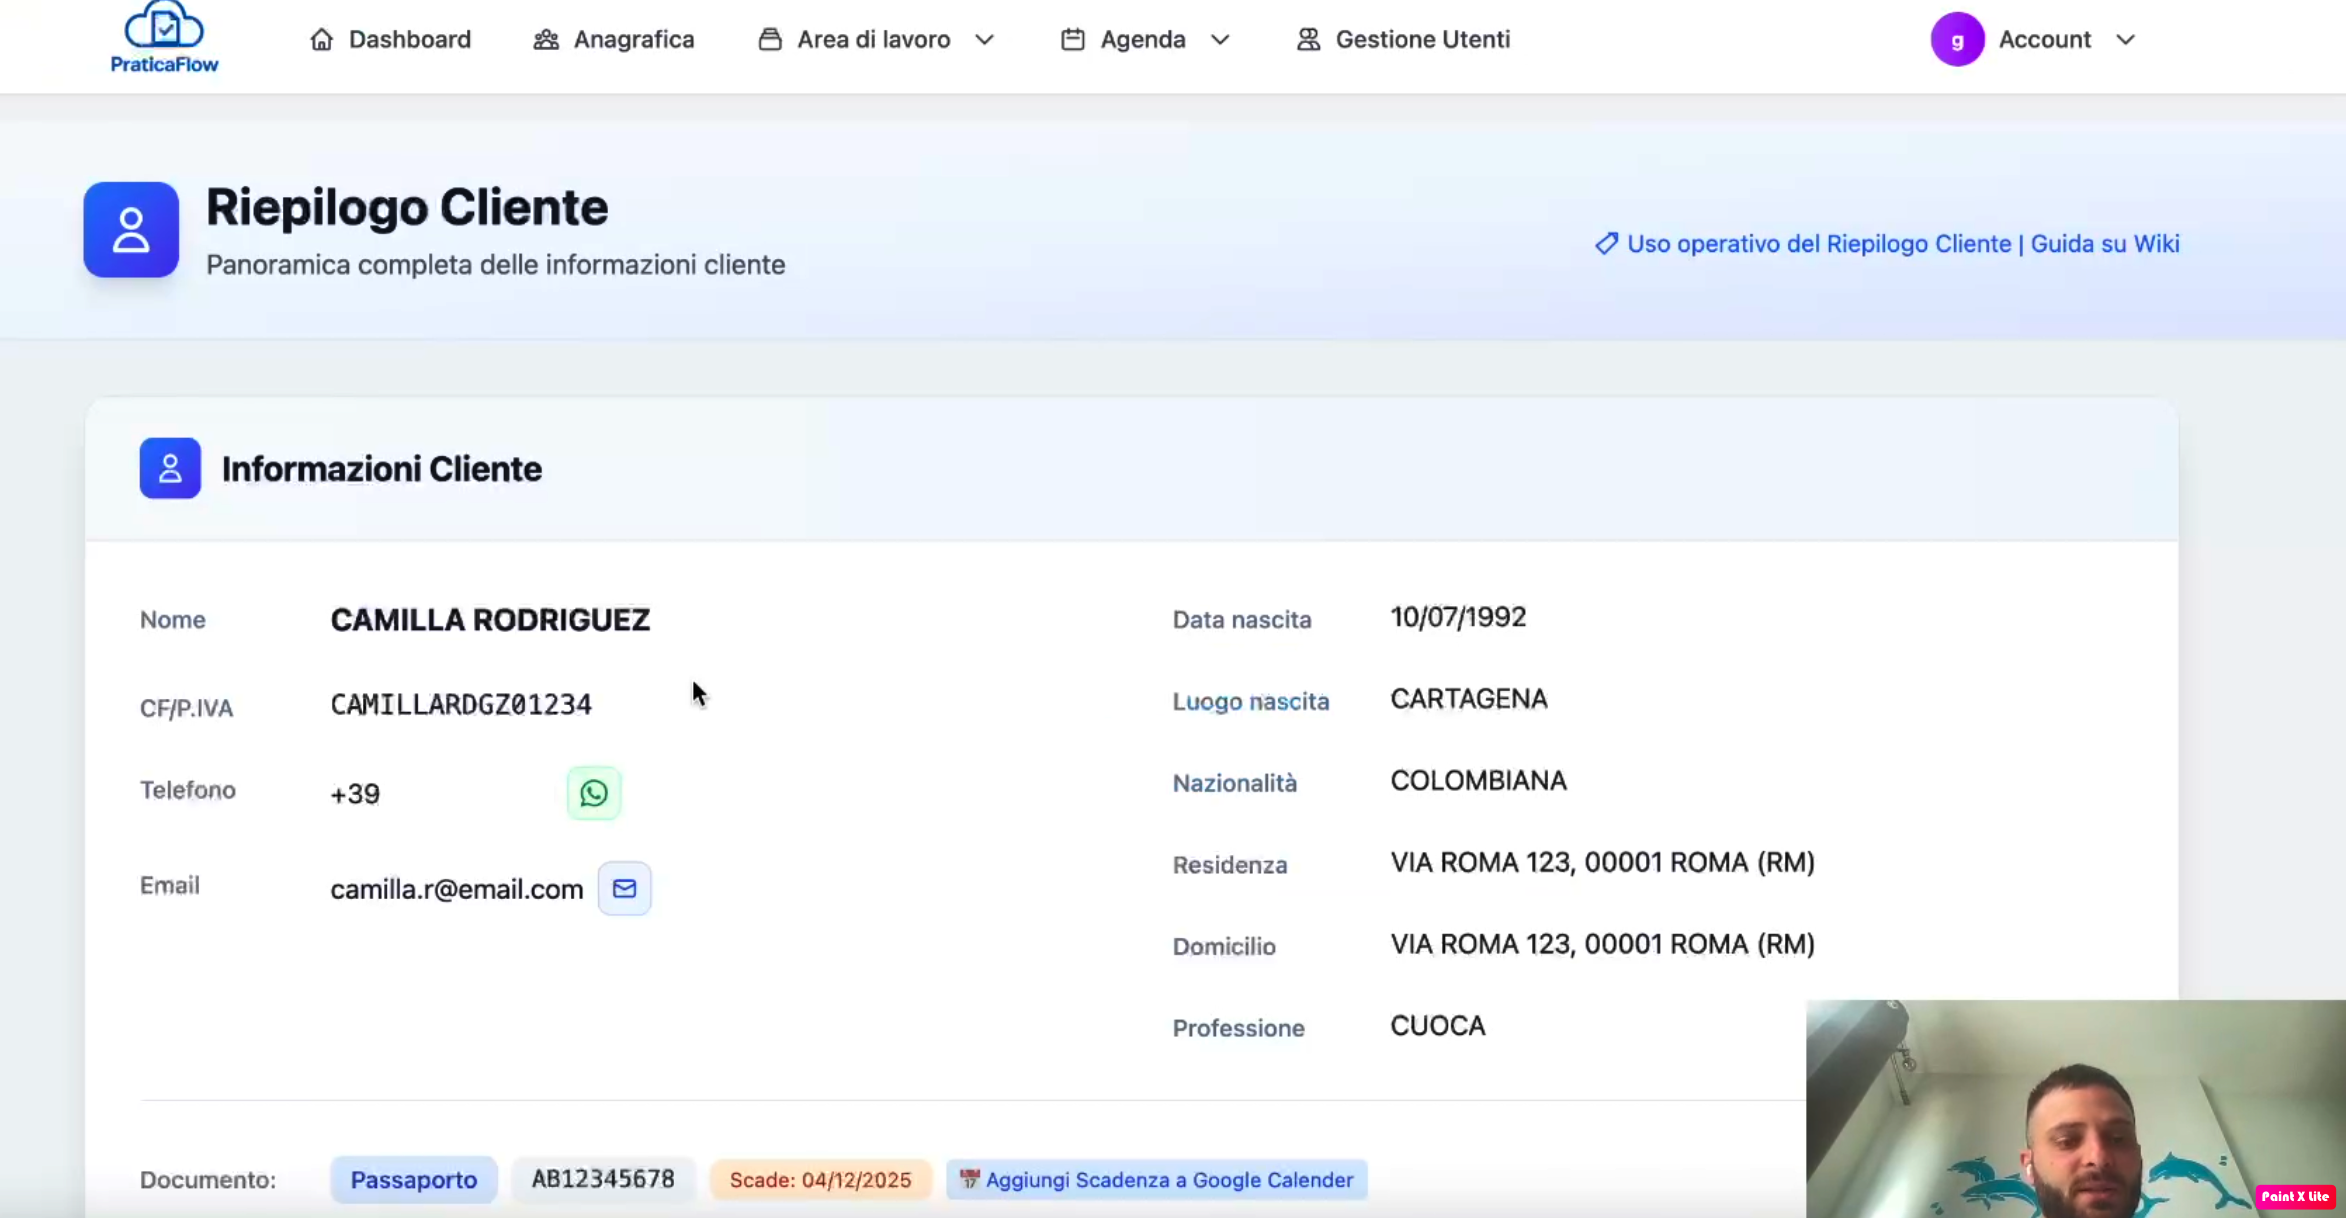 PraticaFlow
Dashboard
Anagrafica
Area di lavoro
Agenda
Gestione Utenti
g
Account
Riepilogo Cliente
Panoramica completa delle informazioni cliente
Uso operativo del Riepilogo Cliente | Guida su Wiki
Informazioni Cliente
Nome CAMILLA RODRIGUEZ
CF/P.IVA CAMILLARDGZ01234
Telefono +39
Email camilla.r@email.com
Data nascita 10/07/1992
Luogo nascita CARTAGENA
Nazionalità COLOMBIANA
Residenza VIA ROMA 123, 00001 ROMA (RM)
Domicilio VIA ROMA 123, 00001 ROMA (RM)
Professione CUOCA
Documento: Passaporto AB12345678 Scade: 04/12/2025 Aggiungi Scadenza a Google Calender
Paint X Lite